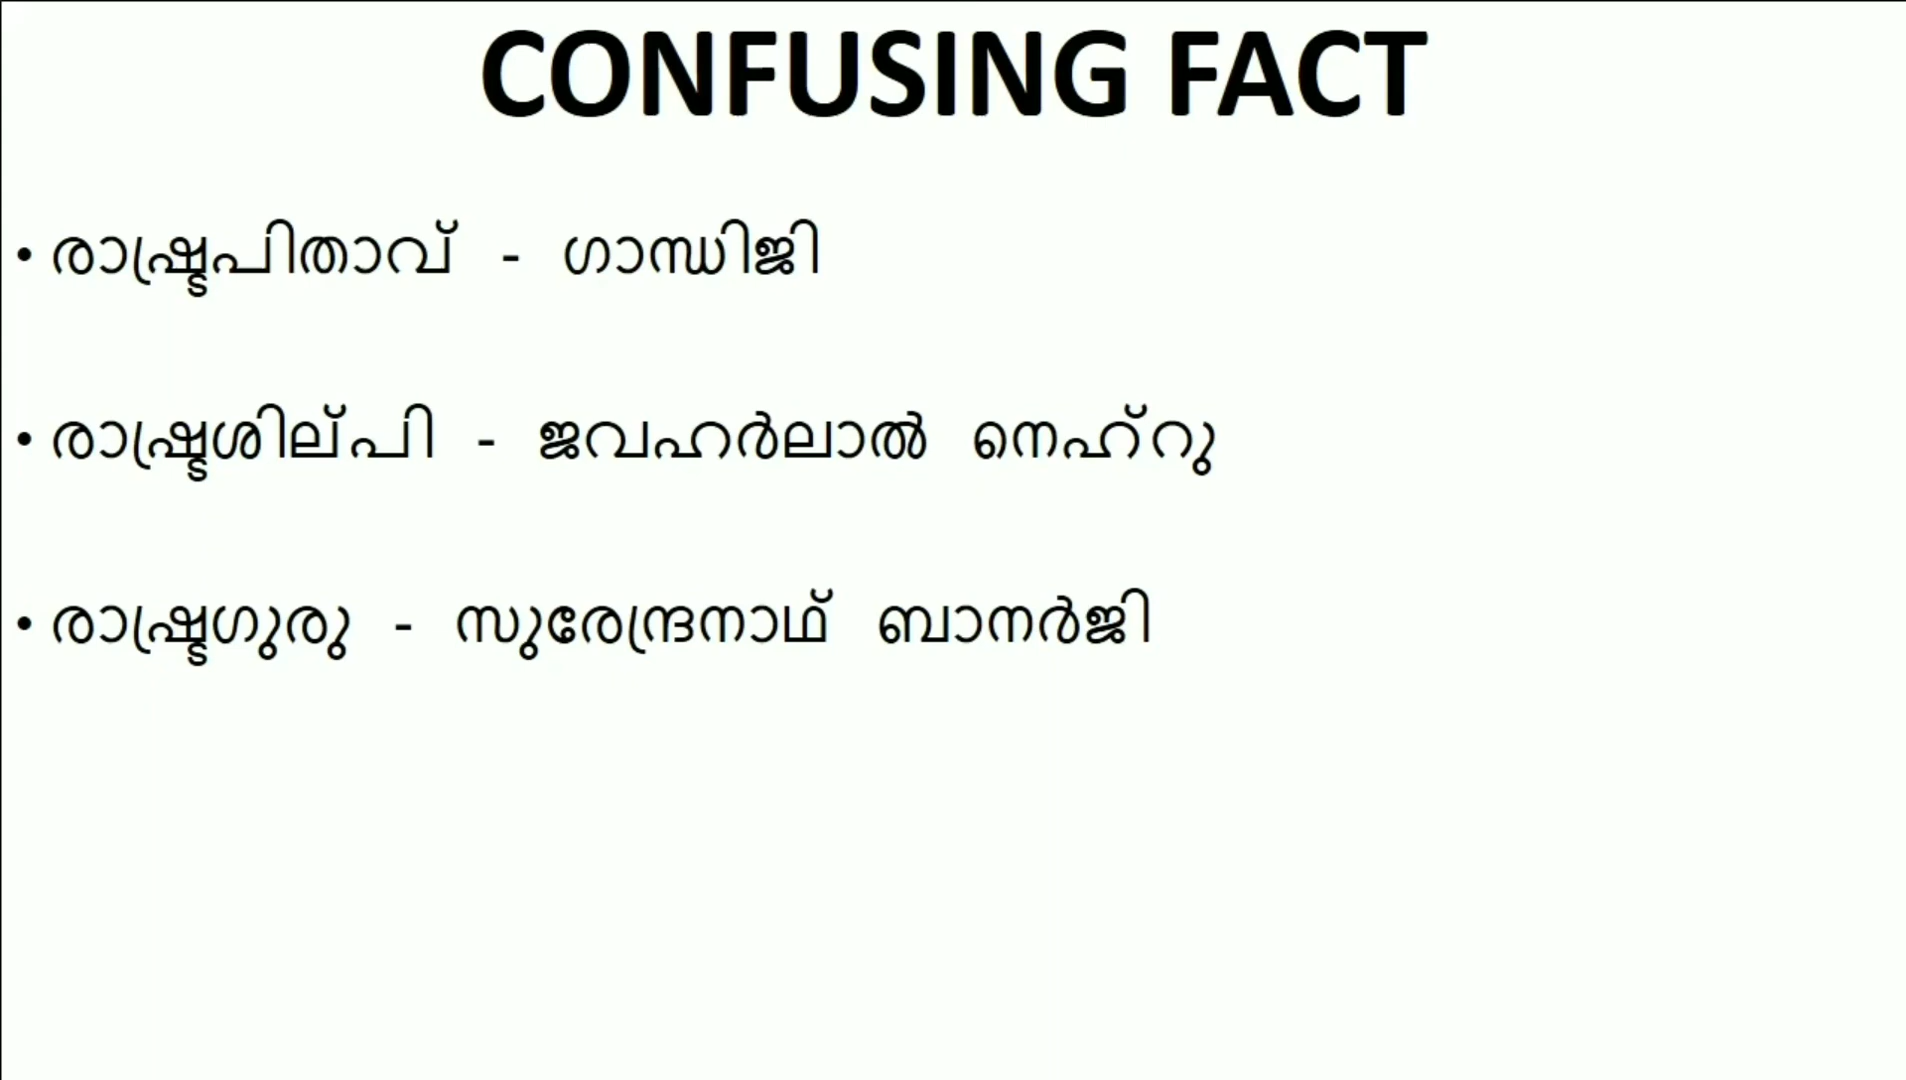 CONFUSING FACT
• രാഷ്ട്രപിതാവ് - ഗാന്ധിജി
• രാഷ്ട്രശില്പി - ജവഹർലാൽ നെഹ്റു
• രാഷ്ട്രഗുരു - സുരേന്ദ്രനാഥ് ബാനർജി